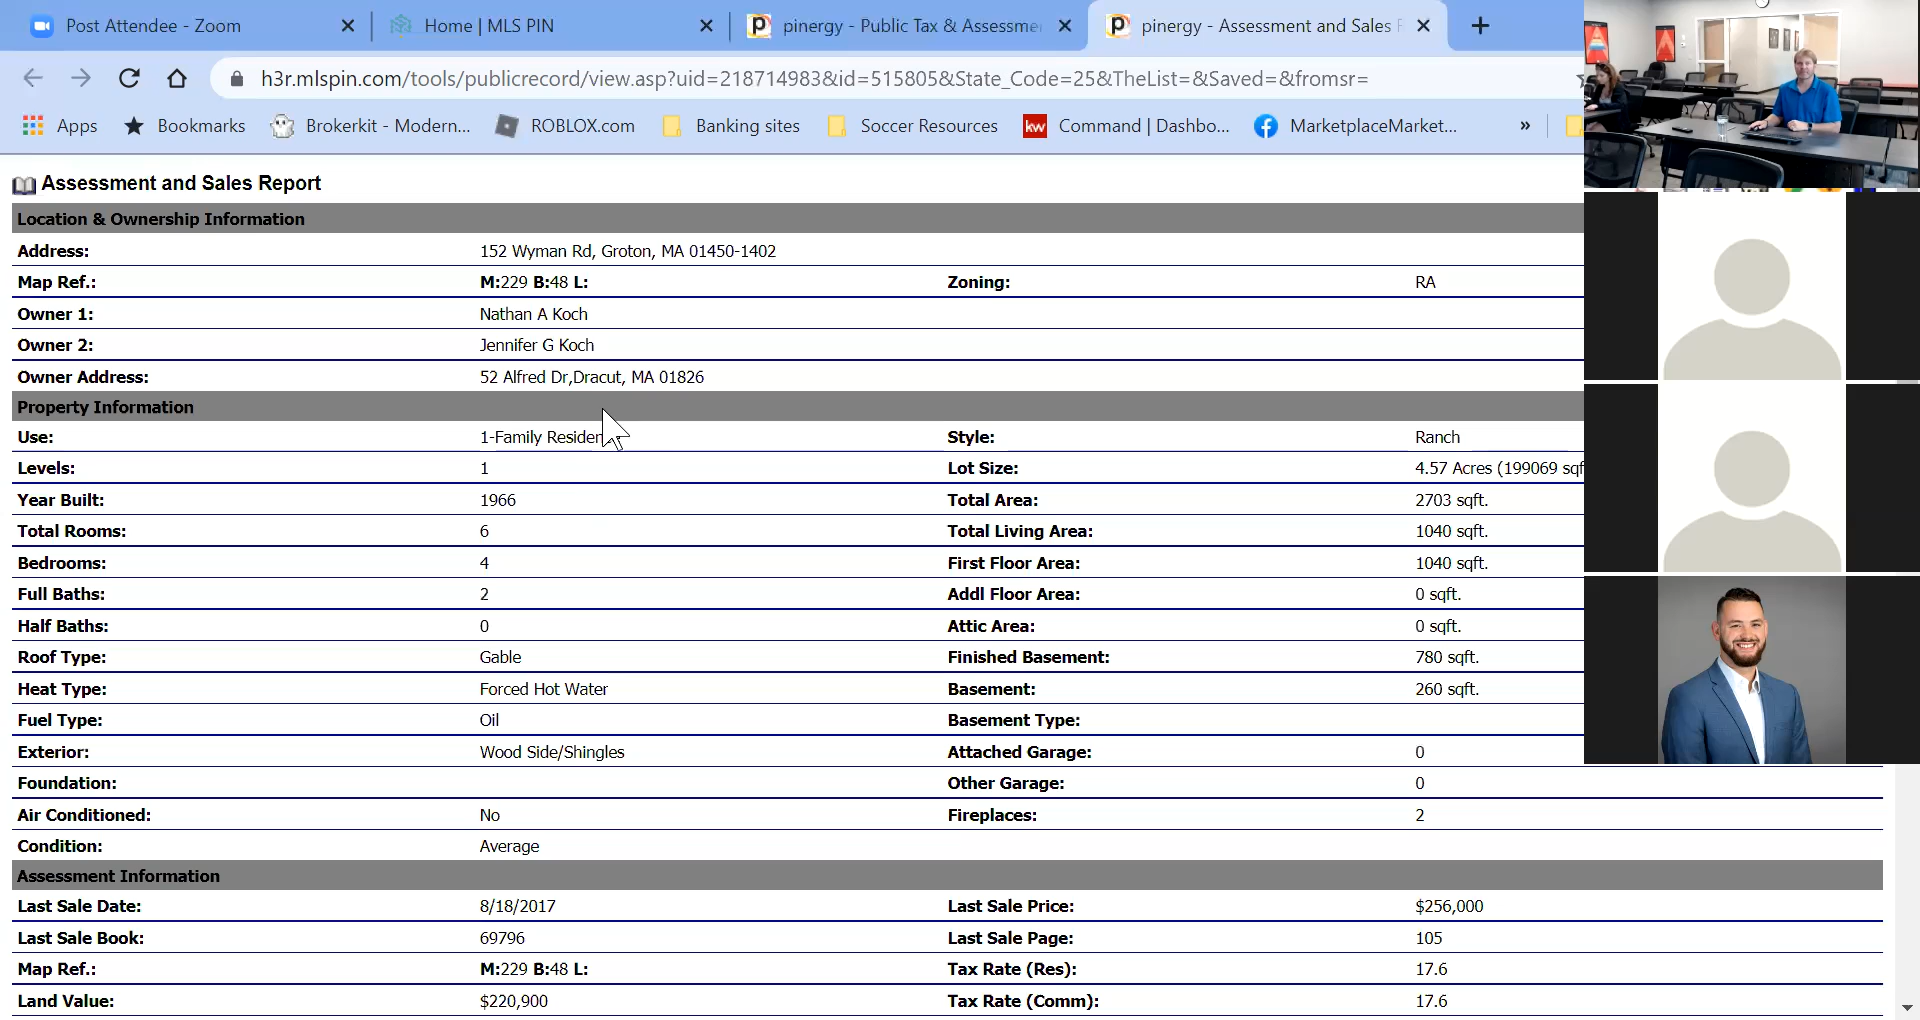 Post Attendee - Zoom
Home | MLS PIN
pinergy - Public Tax & Assessme
pinergy - Assessment and Sales
h3r.mlspin.com/tools/publicrecord/view.asp?uid=218714983&id=515805&State_Code=25&TheList=&Saved=&fromsr=
Apps Bookmarks Brokerkit - Modern... ROBLOX.com Banking sites Soccer Resources kw Command | Dashbo... MarketplaceMarket... »
Assessment and Sales Report
Location & Ownership Information
Address: 152 Wyman Rd, Groton, MA 01450-1402
Map Ref.: M:229 B:48 L: Zoning: RA
Owner 1: Nathan A Koch
Owner 2: Jennifer G Koch
Owner Address: 52 Alfred Dr,Dracut, MA 01826
Property Information
Use: 1-Family Residen Style: Ranch
Levels: 1 Lot Size: 4.57 Acres (199069 sqf
Year Built: 1966 Total Area: 2703 sqft.
Total Rooms: 6 Total Living Area: 1040 sqft.
Bedrooms: 4 First Floor Area: 1040 sqft.
Full Baths: 2 Addl Floor Area: 0 sqft.
Half Baths: 0 Attic Area: 0 sqft.
Roof Type: Gable Finished Basement: 780 sqft.
Heat Type: Forced Hot Water Basement: 260 sqft.
Fuel Type: Oil Basement Type:
Exterior: Wood Side/Shingles Attached Garage: 0
Foundation: Other Garage: 0
Air Conditioned: No Fireplaces: 2
Condition: Average
Assessment Information
Last Sale Date: 8/18/2017 Last Sale Price: $256,000
Last Sale Book: 69796 Last Sale Page: 105
Map Ref.: M:229 B:48 L: Tax Rate (Res): 17.6
Land Value: $220,900 Tax Rate (Comm): 17.6